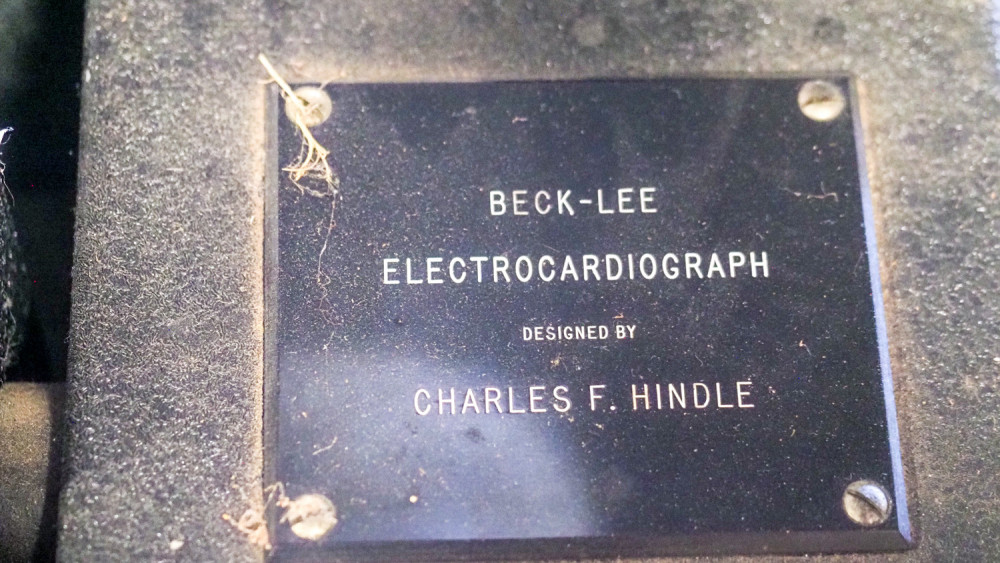 BECK-LEE
ELECTROCARDIOGRAPH
DESIGNED BY
CHARLES F. HINDLE